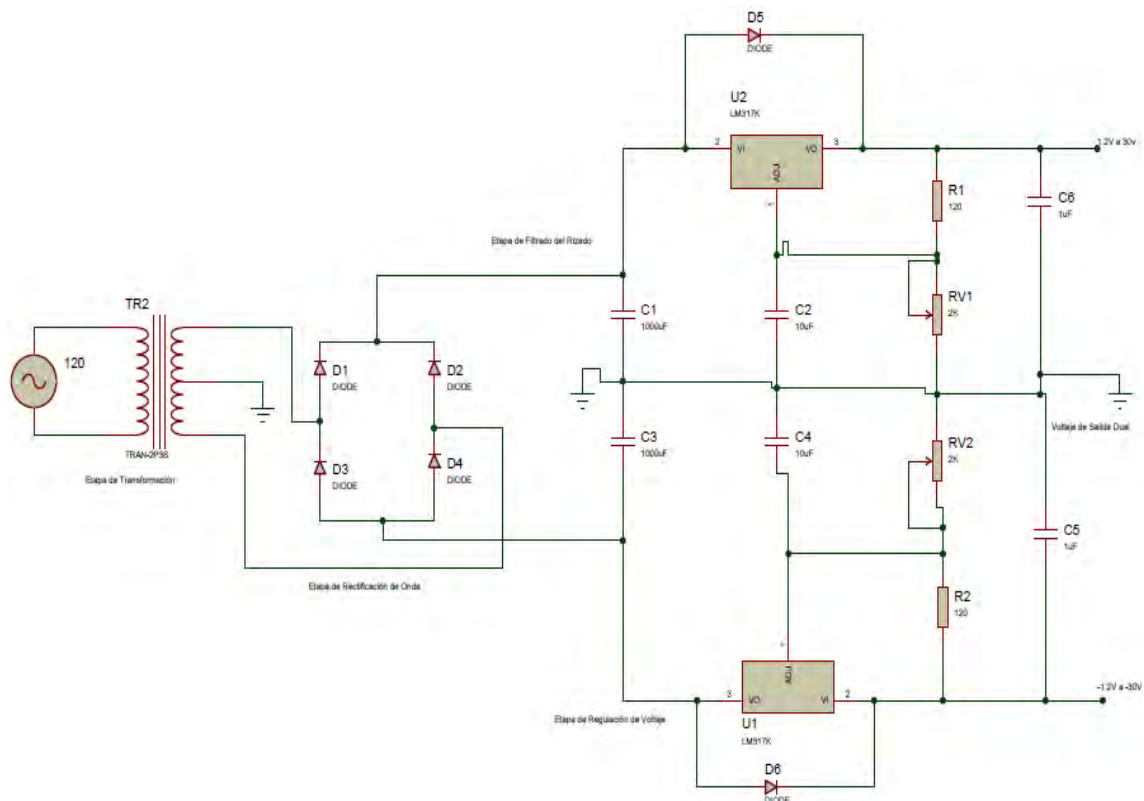 D5
DIODE
U2
LM317K
2
VI
VO
3
ADJ
1
1.2V a 30v
R1
120
C6
1uF
Etapa de Filtrado del Rizado
TR2
120
TRAN-2P3S
Etapa de Transformación
C1
1000uF
C2
10uF
RV1
2K
D1
DIODE
D2
DIODE
D3
DIODE
D4
DIODE
C3
1000uF
C4
10uF
RV2
2K
Voltaje de Salida Dual
C5
1uF
Etapa de Rectificación de Onda
R2
120
1
ADJ
3
VO
VI
2
-1.2V a -30V
Etapa de Regulación de Voltaje
U1
LM317K
D6
DIODE